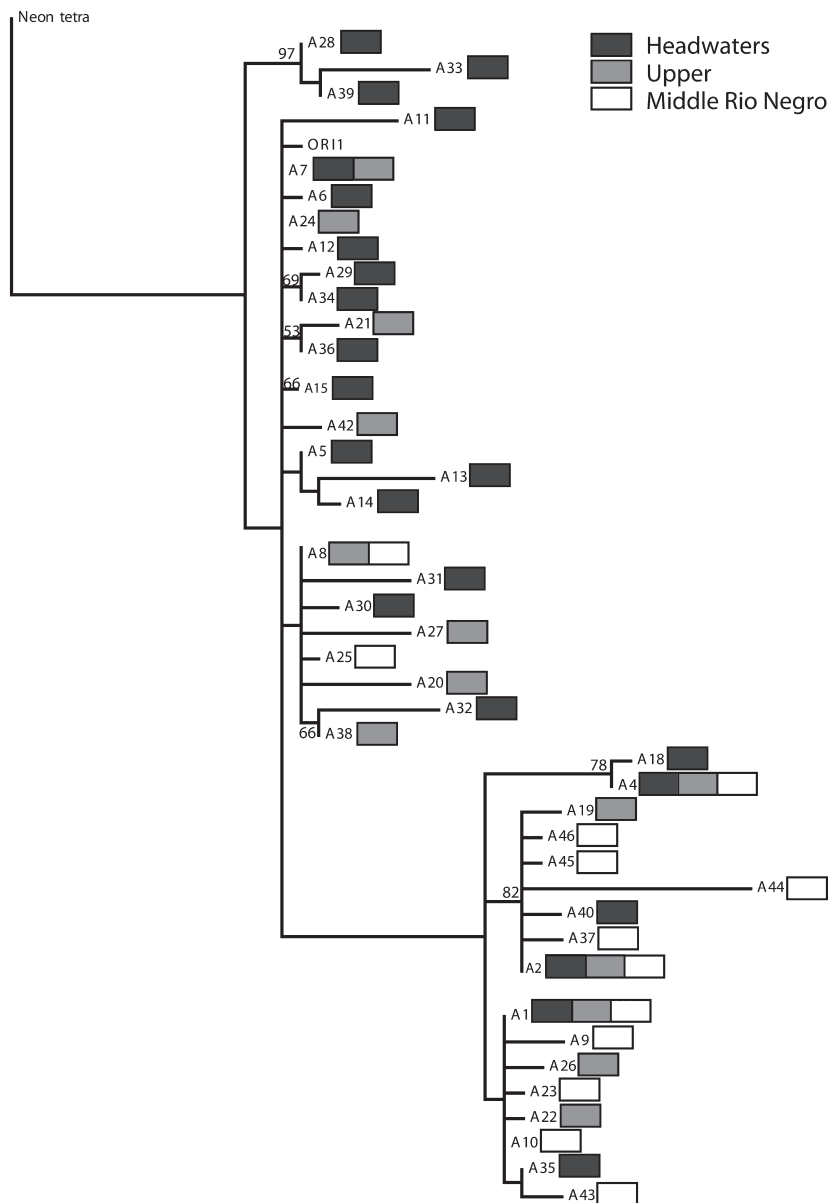 Neon tetra
Headwaters
Upper
Middle Rio Negro
97
A28
A33
A39
A11
ORI1
A7
A6
A24
A12
69
A29
A34
53
A21
A36
66
A15
A42
A5
A13
A14
A8
A31
A30
A27
A25
A20
A32
66
A38
78
A18
A4
A19
A46
A45
82
A44
A40
A37
A2
A1
A9
A26
A23
A22
A10
A35
A43